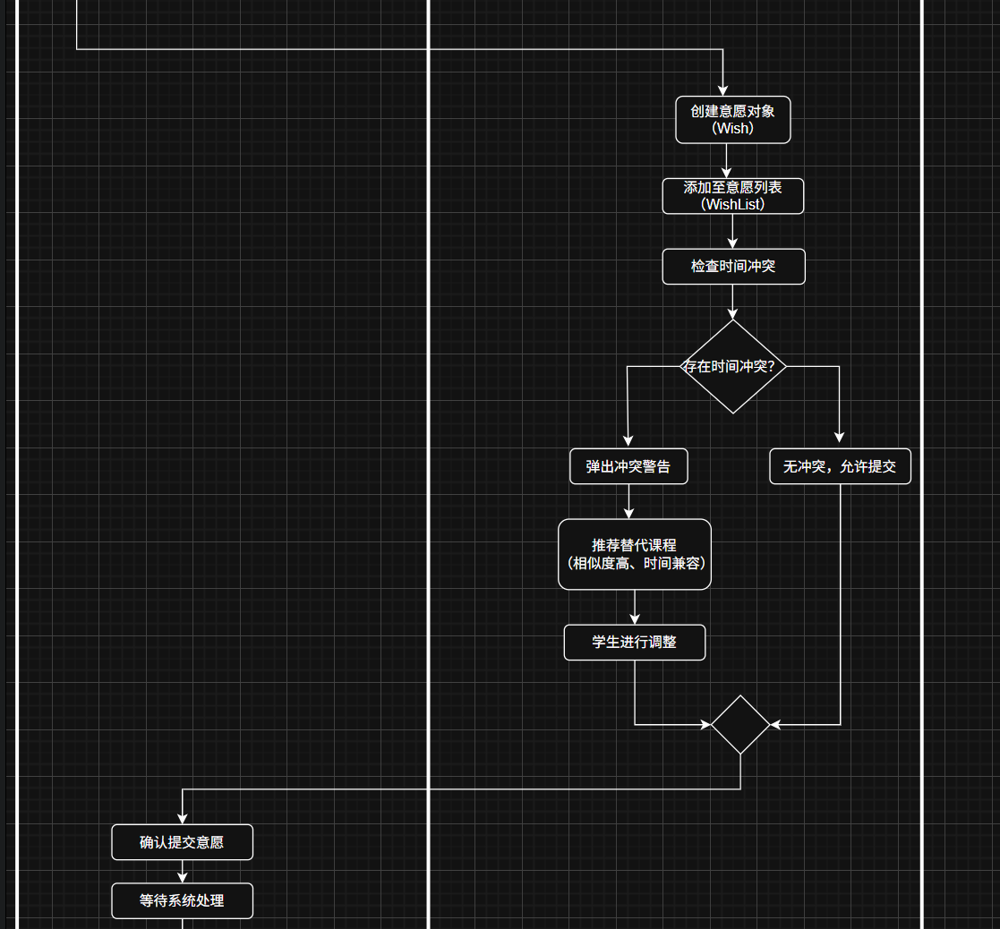 创建意愿对象
（Wish）
添加至意愿列表
（WishList）
检查时间冲突
存在时间冲突？
弹出冲突警告
无冲突，允许提交
推荐替代课程
（相似度高、时间兼容）
学生进行调整
确认提交意愿
等待系统处理